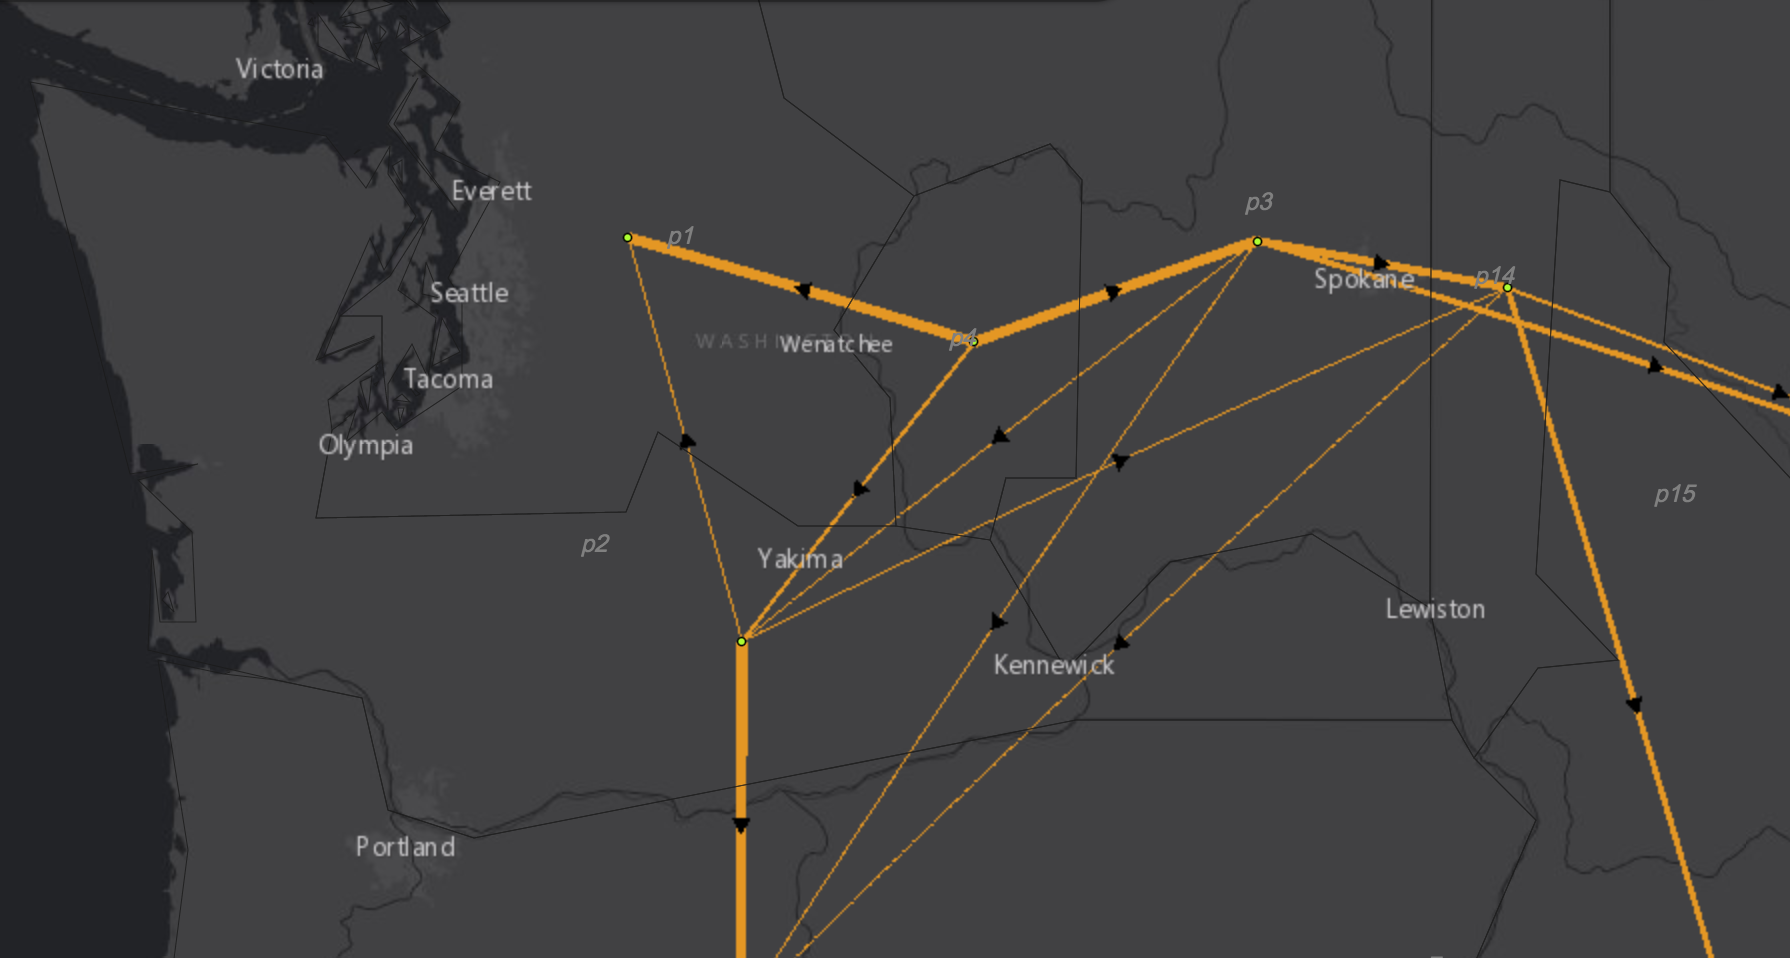 Victoria
Everett
p3
p1
Spokane
p14
Seattle
WASHINGTON
Wenatchee
p4
Tacoma
Olympia
p15
p2
Yakima
Lewiston
Kennewick
Portland